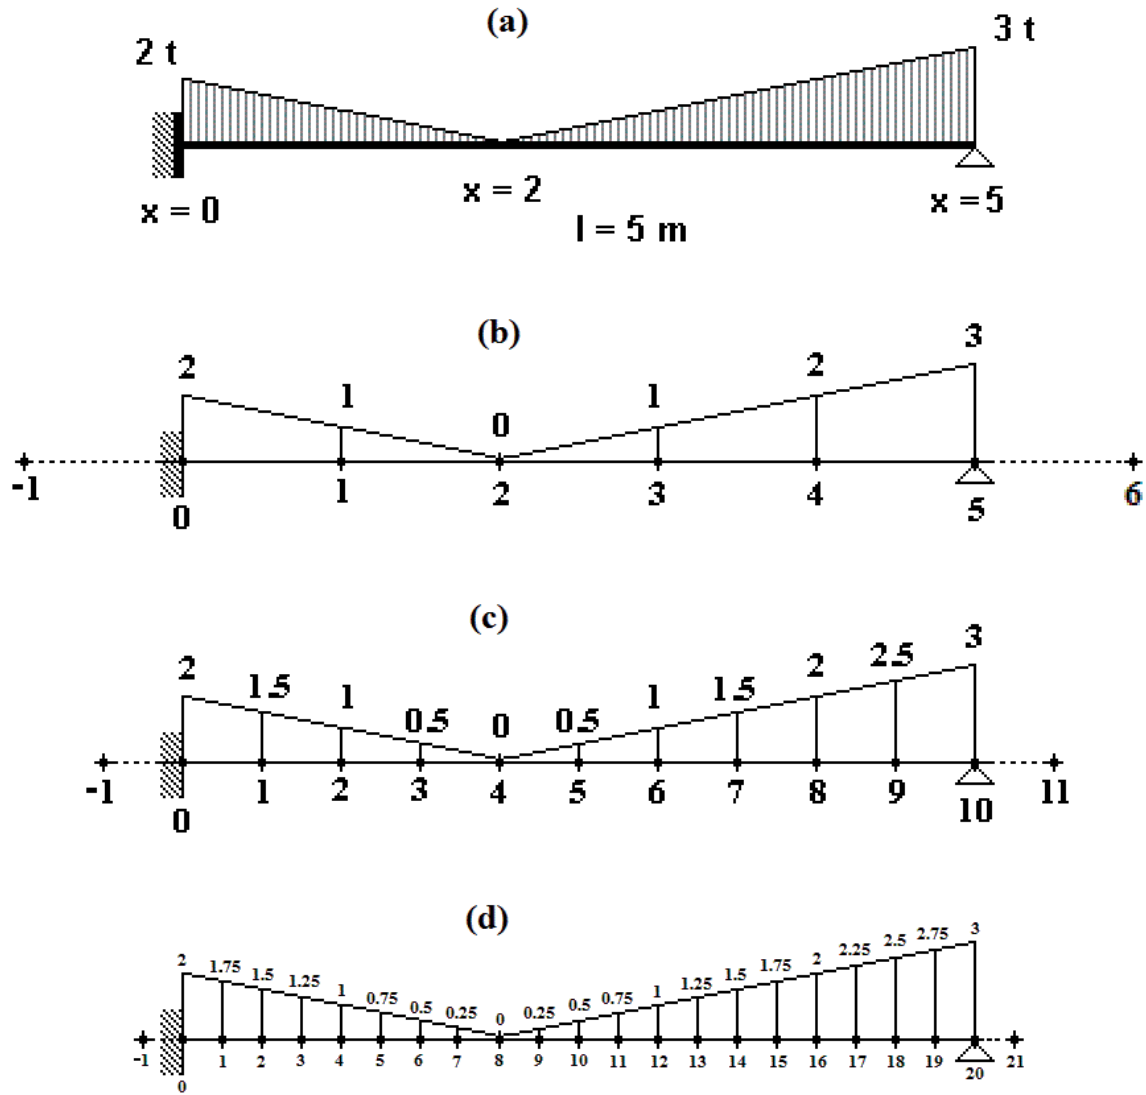 (a)
2 t
3 t
x = 0
x = 2
x = 5
l = 5 m
(b)
2 1 0 1 2 3
-1 0 1 2 3 4 5 6
(c)
2 1.5 1 0.5 0 0.5 1 1.5 2 2.5 3
-1 0 1 2 3 4 5 6 7 8 9 10 11
(d)
2 1.75 1.5 1.25 1 0.75 0.5 0.25 0 0.25 0.5 0.75 1 1.25 1.5 1.75 2 2.25 2.5 2.75 3
-1 0 1 2 3 4 5 6 7 8 9 10 11 12 13 14 15 16 17 18 19 20 21